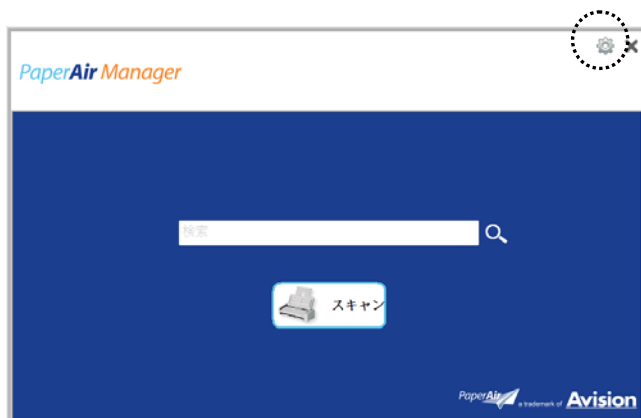 PaperAir Manager
検索
スキャン
PaperAir a trademark of Avision